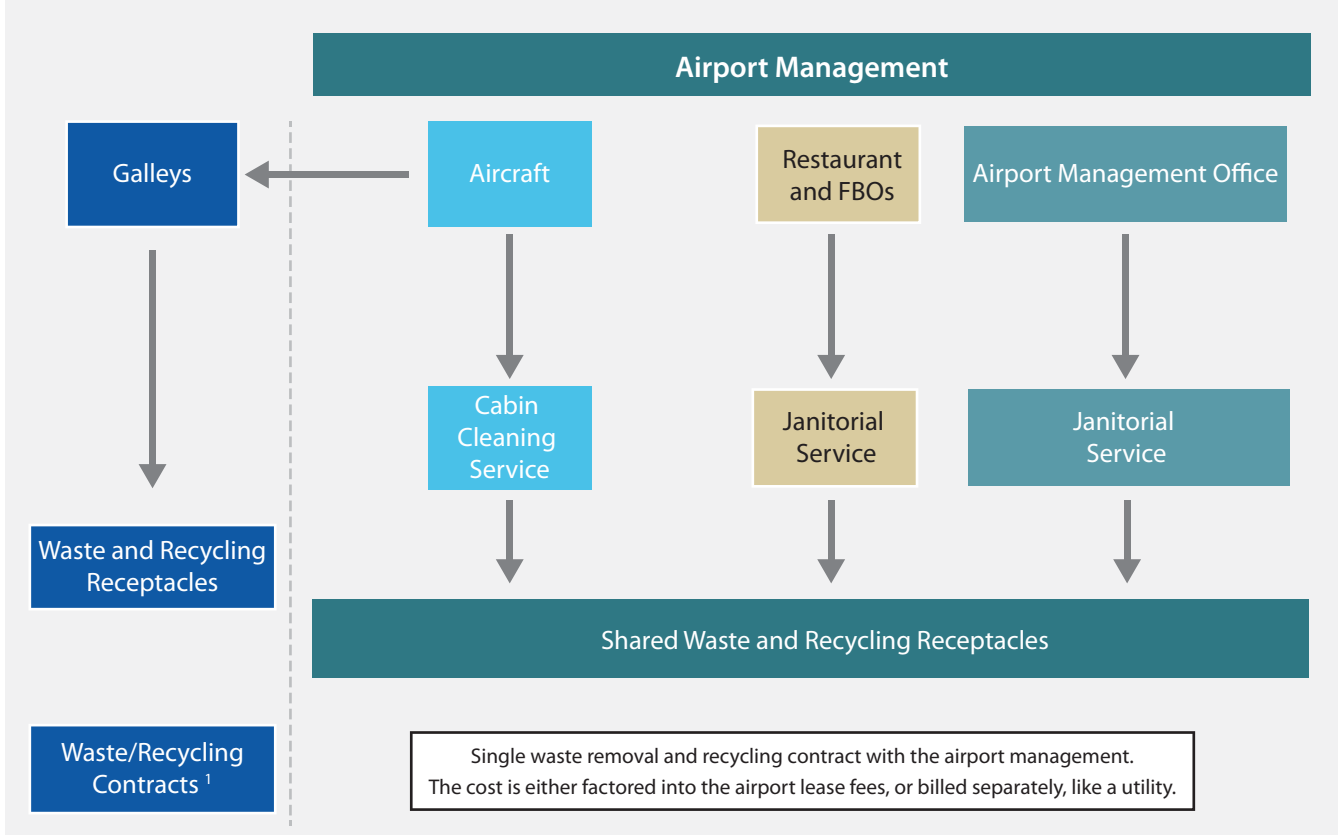 Airport Management
Galleys
Aircraft
Restaurant
and FBOs
Airport Management Office
Cabin
Cleaning
Service
Janitorial
Service
Janitorial
Service
Waste and Recycling
Receptacles
Shared Waste and Recycling Receptacles
Waste/Recycling
Contracts ¹
Single waste removal and recycling contract with the airport management.
The cost is either factored into the airport lease fees, or billed separately, like a utility.